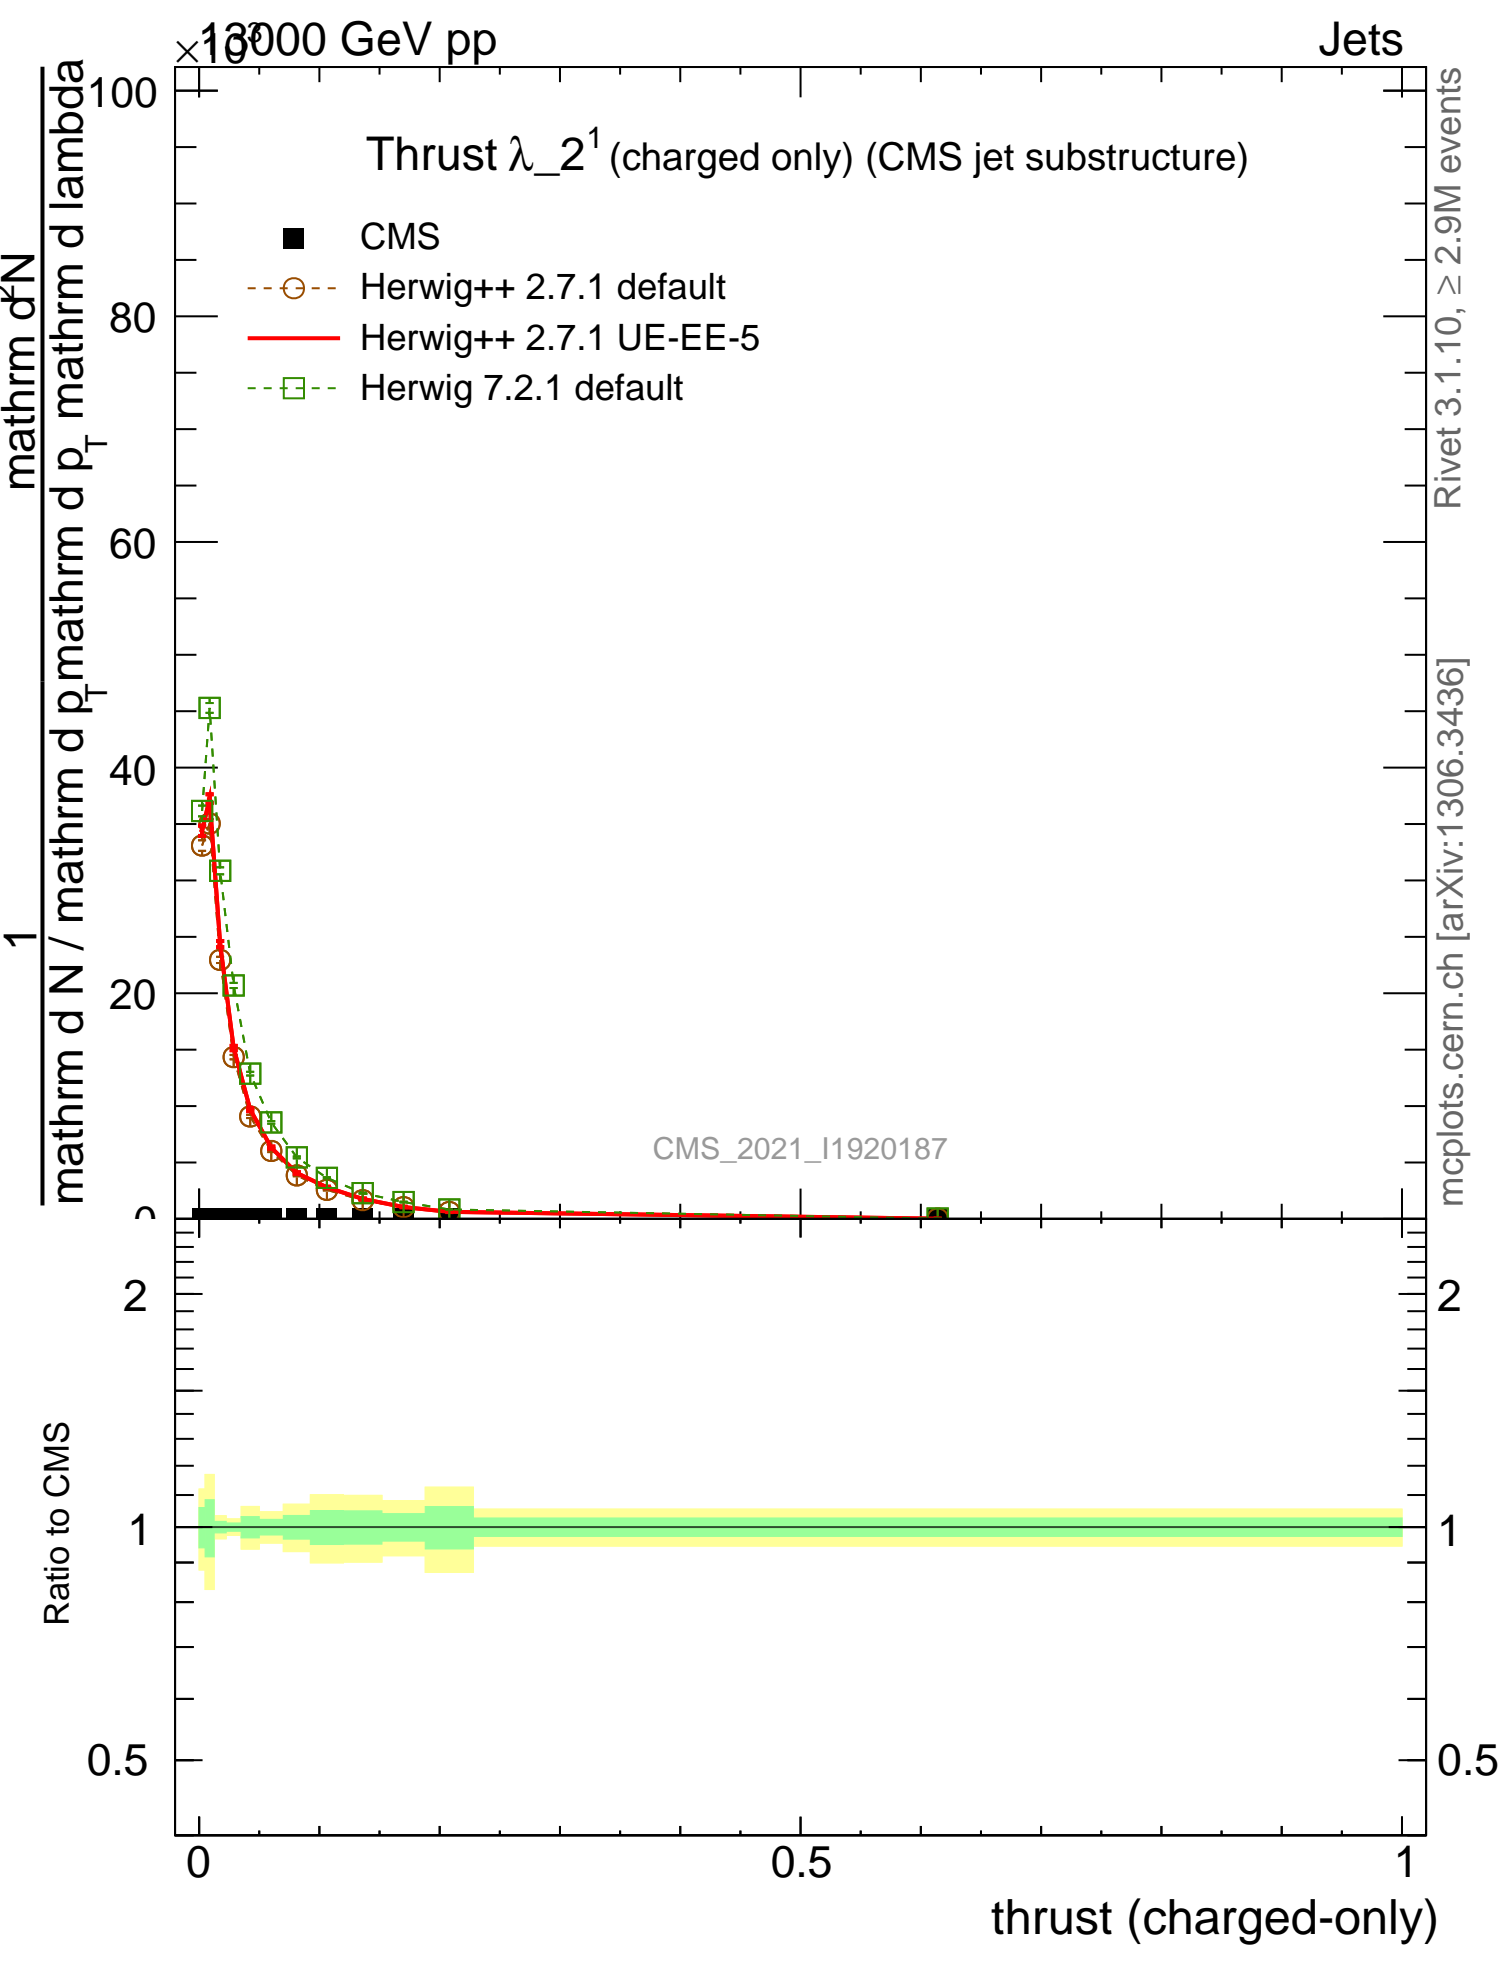 ×10³
13000 GeV pp
Jets
Thrust λ_2¹ (charged only) (CMS jet substructure)
CMS
Herwig++ 2.7.1 default
Herwig++ 2.7.1 UE-EE-5
Herwig 7.2.1 default
100
80
60
40
20
0
mathrm d²N
1
mathrm d N / mathrm d p_T mathrm d p_T mathrm d lambda
CMS_2021_I1920187
Rivet 3.1.10, ≥ 2.9M events
mcplots.cern.ch [arXiv:1306.3436]
Ratio to CMS
2
1
0.5
2
1
0.5
0
0.5
1
thrust (charged-only)